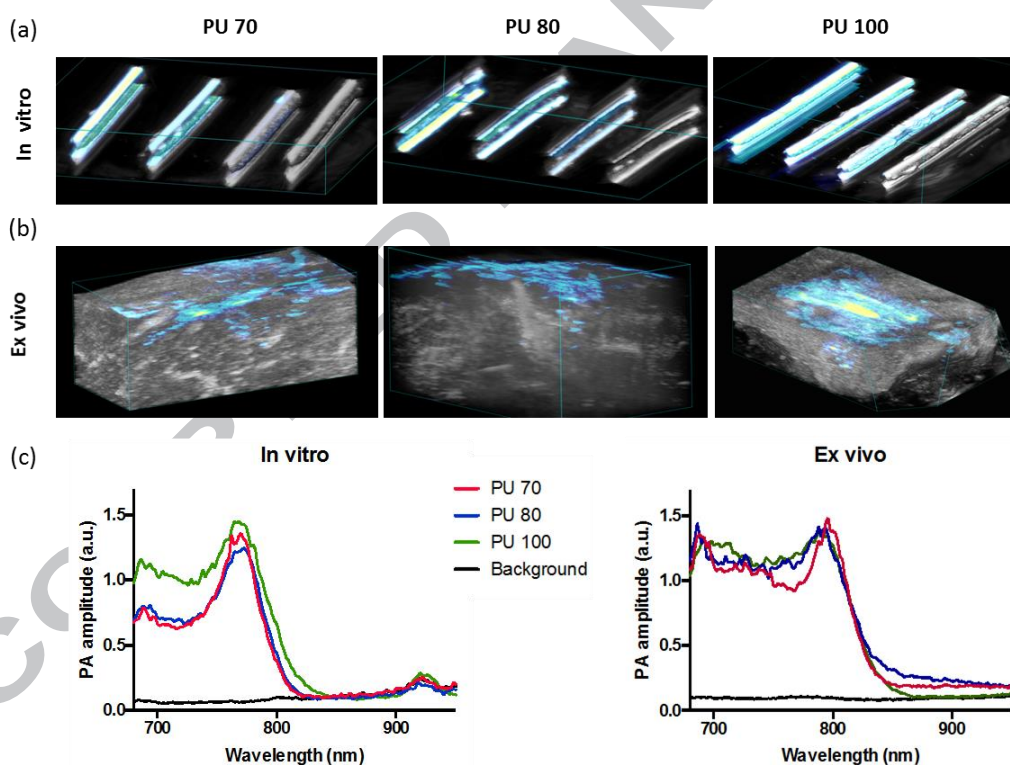 (a)
PU 70
PU 80
PU 100
In vitro
(b)
Ex vivo
(c)
In vitro
PA amplitude (a.u.)
1.5
1.0
0.5
0.0
700
800
900
Wavelength (nm)
PU 70
PU 80
PU 100
Background
Ex vivo
PA amplitude (a.u.)
1.5
1.0
0.5
0.0
700
800
900
Wavelength (nm)